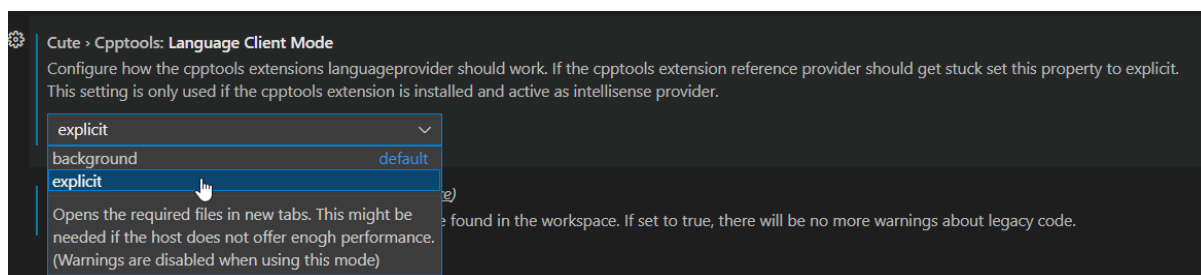 Cute › Cpptools: Language Client Mode
Configure how the cpptools extensions languageprovider should work. If the cpptools extension reference provider should get stuck set this property to explicit.
This setting is only used if the cpptools extension is installed and active as intellisense provider.
explicit
background default
explicit
e)
Opens the required files in new tabs. This might be
e found in the workspace. If set to true, there will be no more warnings about legacy code.
needed if the host does not offer enogh performance.
(Warnings are disabled when using this mode)